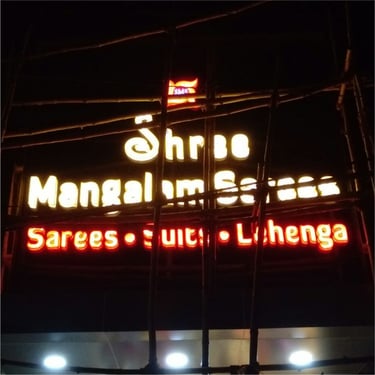 Shree
Mangalam Sarees
Sarees • Suits • Lehenga